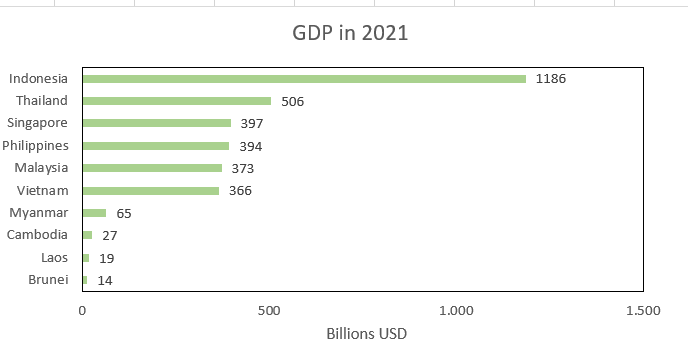 GDP in 2021
Indonesia 1186
Thailand 506
Singapore 397
Philippines 394
Malaysia 373
Vietnam 366
Myanmar 65
Cambodia 27
Laos 19
Brunei 14
0 500 1.000 1.500
Billions USD